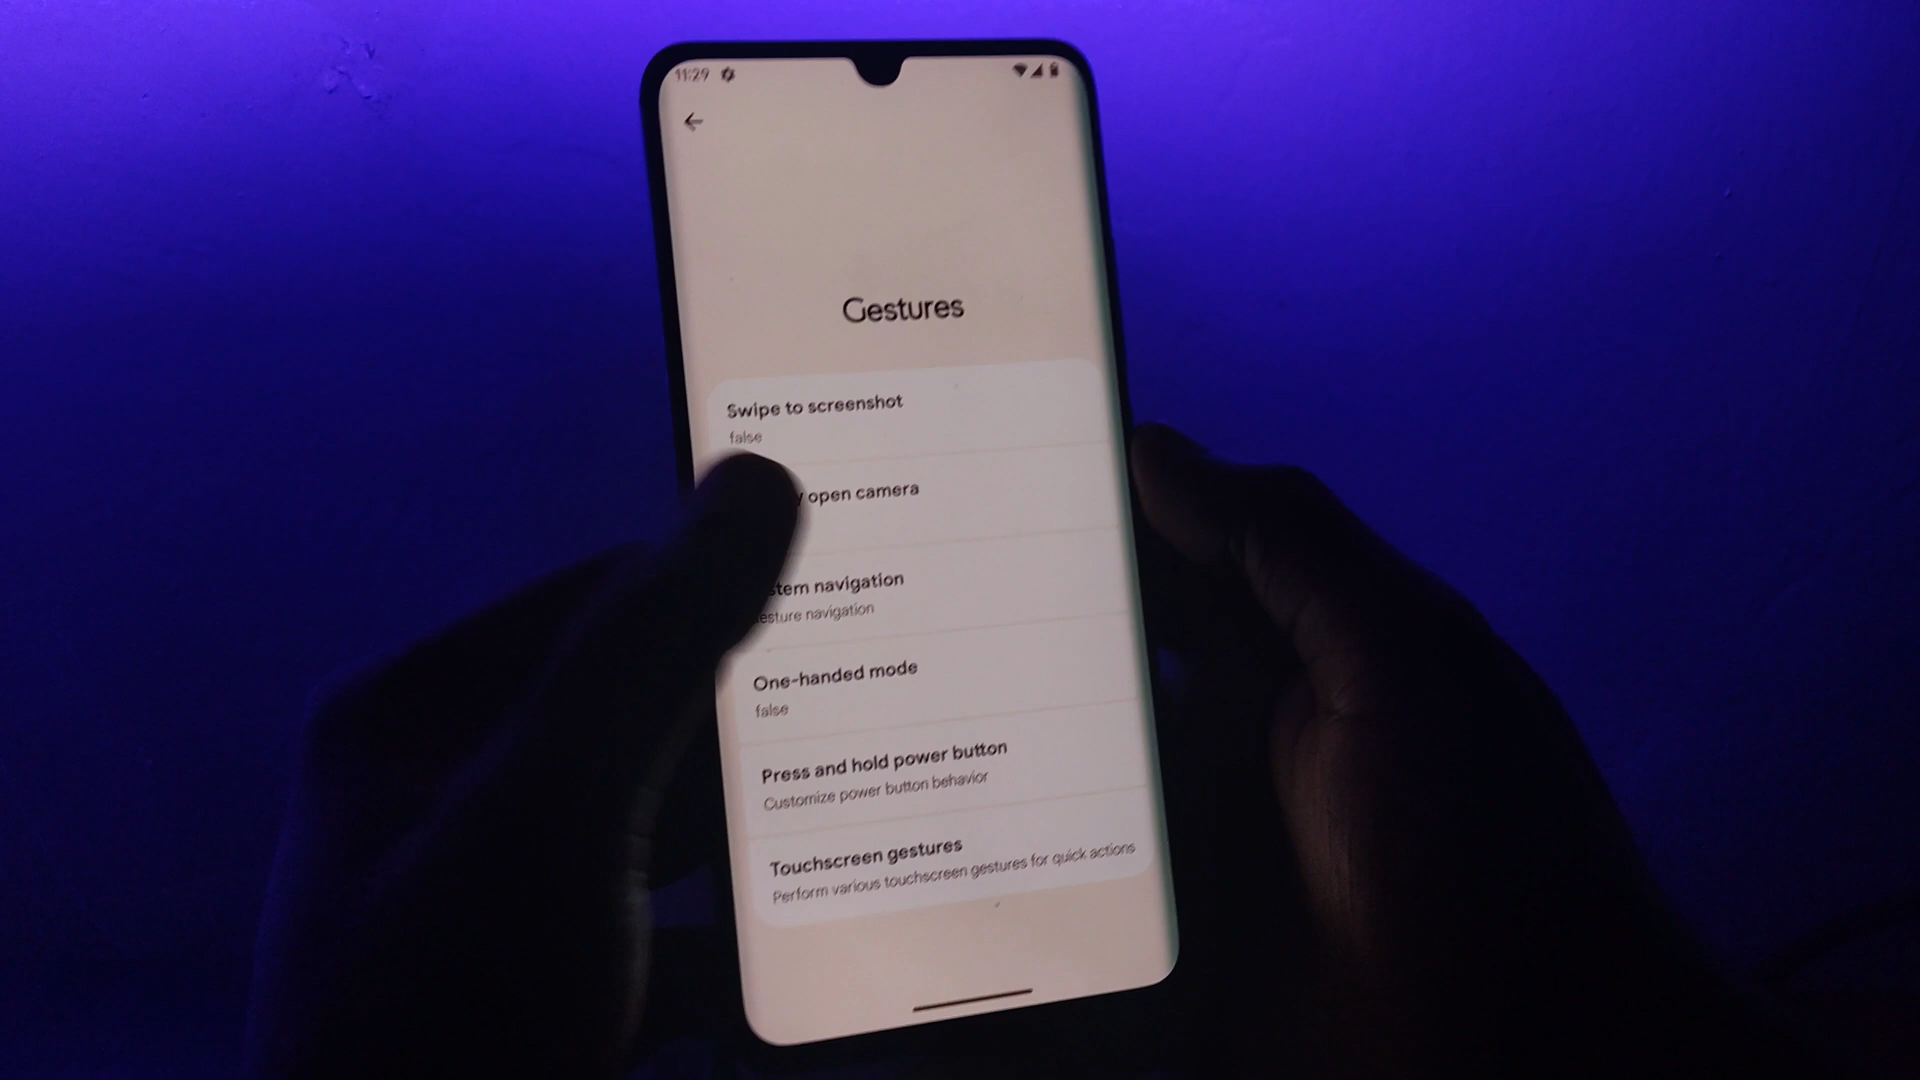 11:29
Gestures
Swipe to screenshot
false
open camera
stem navigation
esture navigation
One-handed mode
false
Press and hold power button
Customize power button behavior
Touchscreen gestures
Perform various touchscreen gestures for quick actions